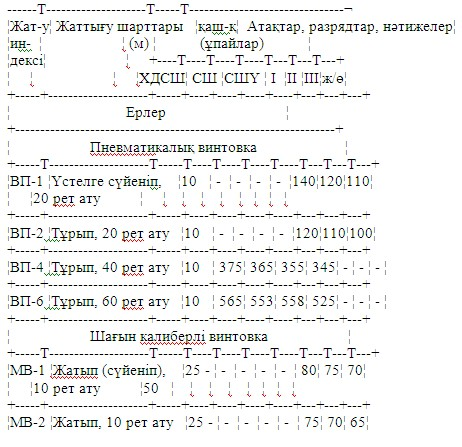 Жат-у¦ Жаттығу шарттары ¦қаш-қ¦ Атақтар, разрядтар, нәтижелер
ин- ¦ ¦(м) ¦ (ұпайлар) ¦
дексі¦
¦ ¦ ¦ХДСШ¦ СШ ¦СШҮ ¦ І ¦ ІІ ¦ ІІІ¦ж/ө¦
¦ Ерлер ¦
¦ Пневматикалық винтовка ¦
¦ВП-1 ¦Үстелге сүйеніп, ¦10 ¦ - ¦ - ¦ - ¦ - ¦140¦120¦110¦
¦ ¦20 рет ату ¦ ¦ ¦ ¦ ¦ ¦ ¦ ¦ ¦
¦ВП-2 ¦Тұрып, 20 рет ату ¦10 ¦ - ¦ - ¦ - ¦ - ¦120¦110¦100¦
¦ВП-4 ¦Тұрып, 40 рет ату ¦10 ¦ 375¦ 365¦ 355¦ 345¦ - ¦ - ¦ - ¦
¦ВП-6 ¦Тұрып, 60 рет ату ¦10 ¦ 565¦ 553¦ 558¦ 525¦ - ¦ - ¦ - ¦
¦ Шағын калиберлі винтовка ¦
¦МВ-1 ¦Жатып (сүйеніп), ¦25 - ¦ - ¦ - ¦ - ¦ - ¦ 80¦ 75¦ 70¦
¦ ¦10 рет ату ¦50 ¦ ¦ ¦ ¦ ¦ ¦ ¦ ¦
¦МВ-2 ¦Жатып, 10 рет ату ¦25 - ¦ - ¦ - ¦ - ¦ - ¦ 75¦ 70¦ 65¦